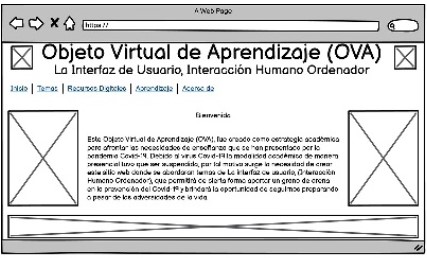 A Web Page
https://
Objeto Virtual de Aprendizaje (OVA)
La Interfaz de Usuario, Interacción Humano Ordenador
Inicio | Temas | Recursos Digitales | Aprendizaje | Acerca de
Bienvenida
Este Objeto Virtual de Aprendizaje (OVA), fue creado como estrategia académica
para afrontar las necesidades de enseñanza que se han presentado por la
pandemia Covid-19. Debido al virus Covid-19 la modalidad académica de manera
presencial tuvo que ser suspendida, por tal motivo surge la necesidad de crear
este sitio web donde se abordaran temas de La interfaz de usuario, (Interacción
Humano Ordenador), que permitirá de cierta forma aportar un grano de arena
en la prevención del Covid-19 y brindará la oportunidad de seguirnos preparando
a pesar de las adversidades de la vida